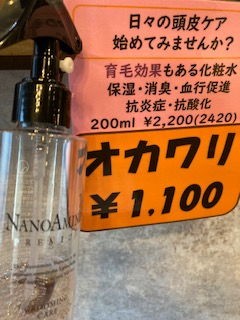 日々の頭皮ケア
始めてみませんか?
育毛効果もある化粧水
保湿・消臭・血行促進
抗炎症・抗酸化
200ml ¥2,200(2420)
オカワリ
¥1,100
GROOMING
CARE